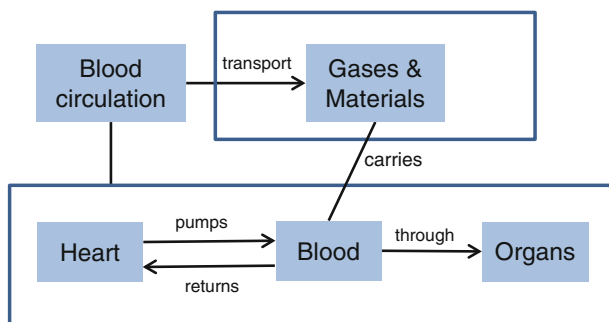 Blood
circulation
transport
Gases &
Materials
carries
Heart
pumps
returns
Blood
through
Organs